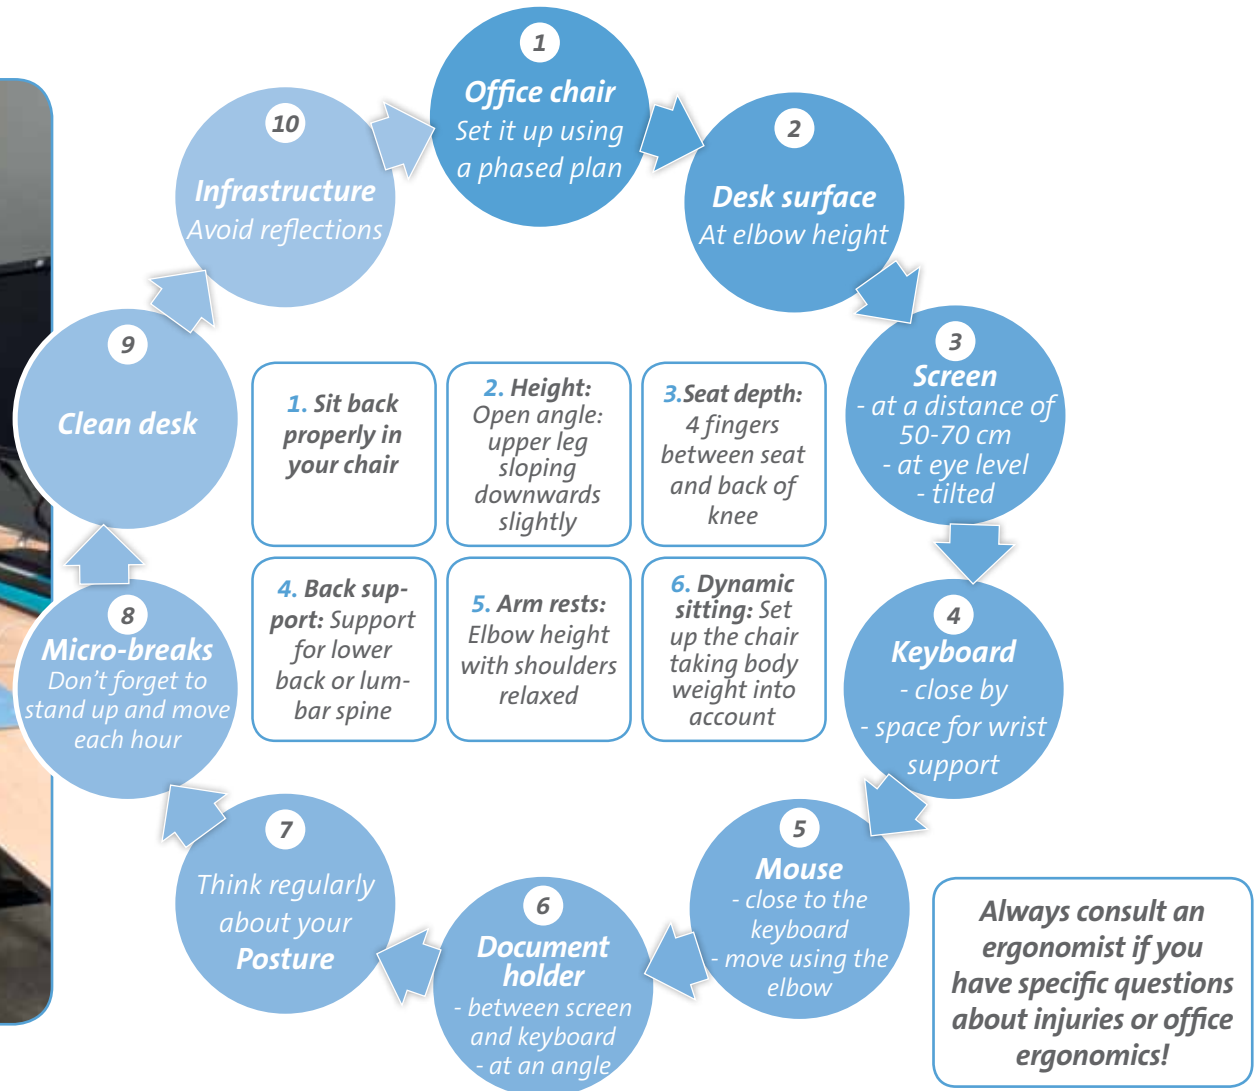 1
Office chair
Set it up using
a phased plan
2
Desk surface
At elbow height
3
Screen
- at a distance of
50-70 cm
- at eye level
- tilted
4
Keyboard
- close by
- space for wrist
support
5
Mouse
- close to the
keyboard
- move using the
elbow
6
Document
holder
- between screen
and keyboard
- at an angle
7
Think regularly
about your
Posture
8
Micro-breaks
Don't forget to
stand up and move
each hour
9
Clean desk
10
Infrastructure
Avoid reflections
1. Sit back
properly in
your chair
2. Height:
Open angle:
upper leg
sloping
downwards
slightly
3.Seat depth:
4 fingers
between seat
and back of
knee
4. Back sup-
port: Support
for lower
back or lum-
bar spine
5. Arm rests:
Elbow height
with shoulders
relaxed
6. Dynamic
sitting: Set
up the chair
taking body
weight into
account
Always consult an
ergonomist if you
have specific questions
about injuries or office
ergonomics!